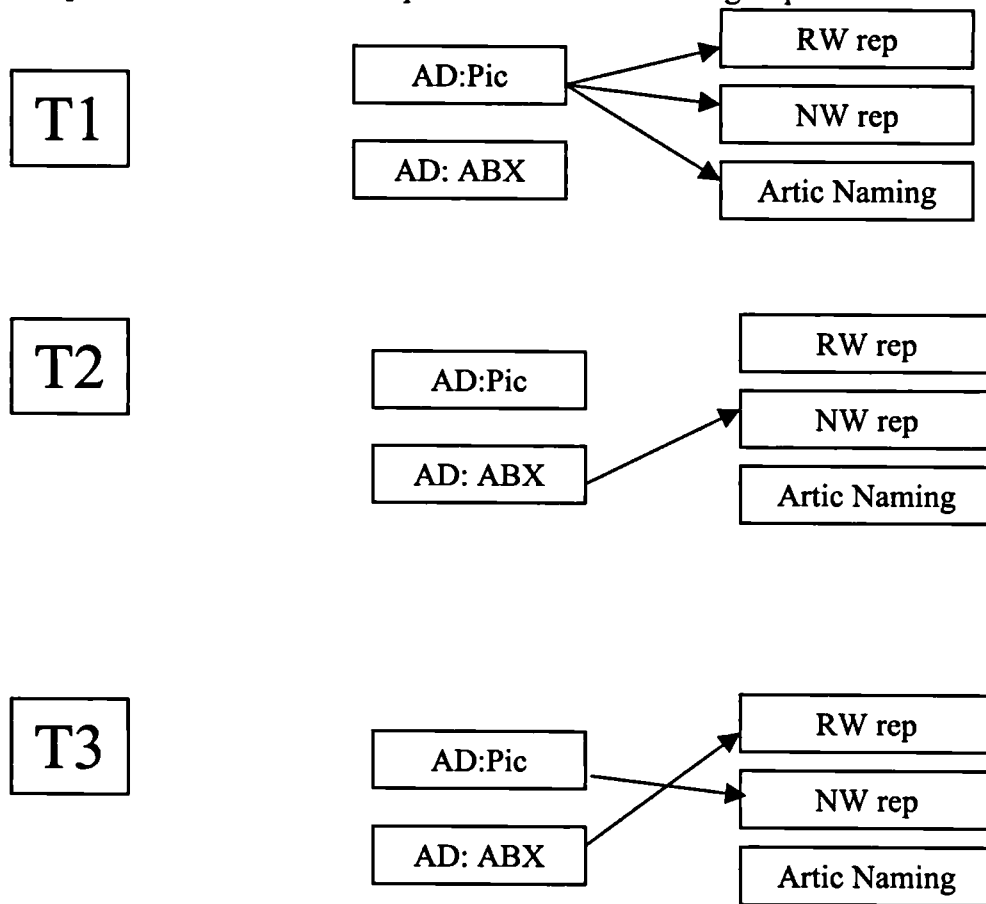 RW rep
AD:Pic
T1
NW rep
AD: ABX
Artic Naming
RW rep
T2
AD:Pic
NW rep
AD: ABX
Artic Naming
RW rep
T3
AD:Pic
NW rep
AD: ABX
Artic Naming